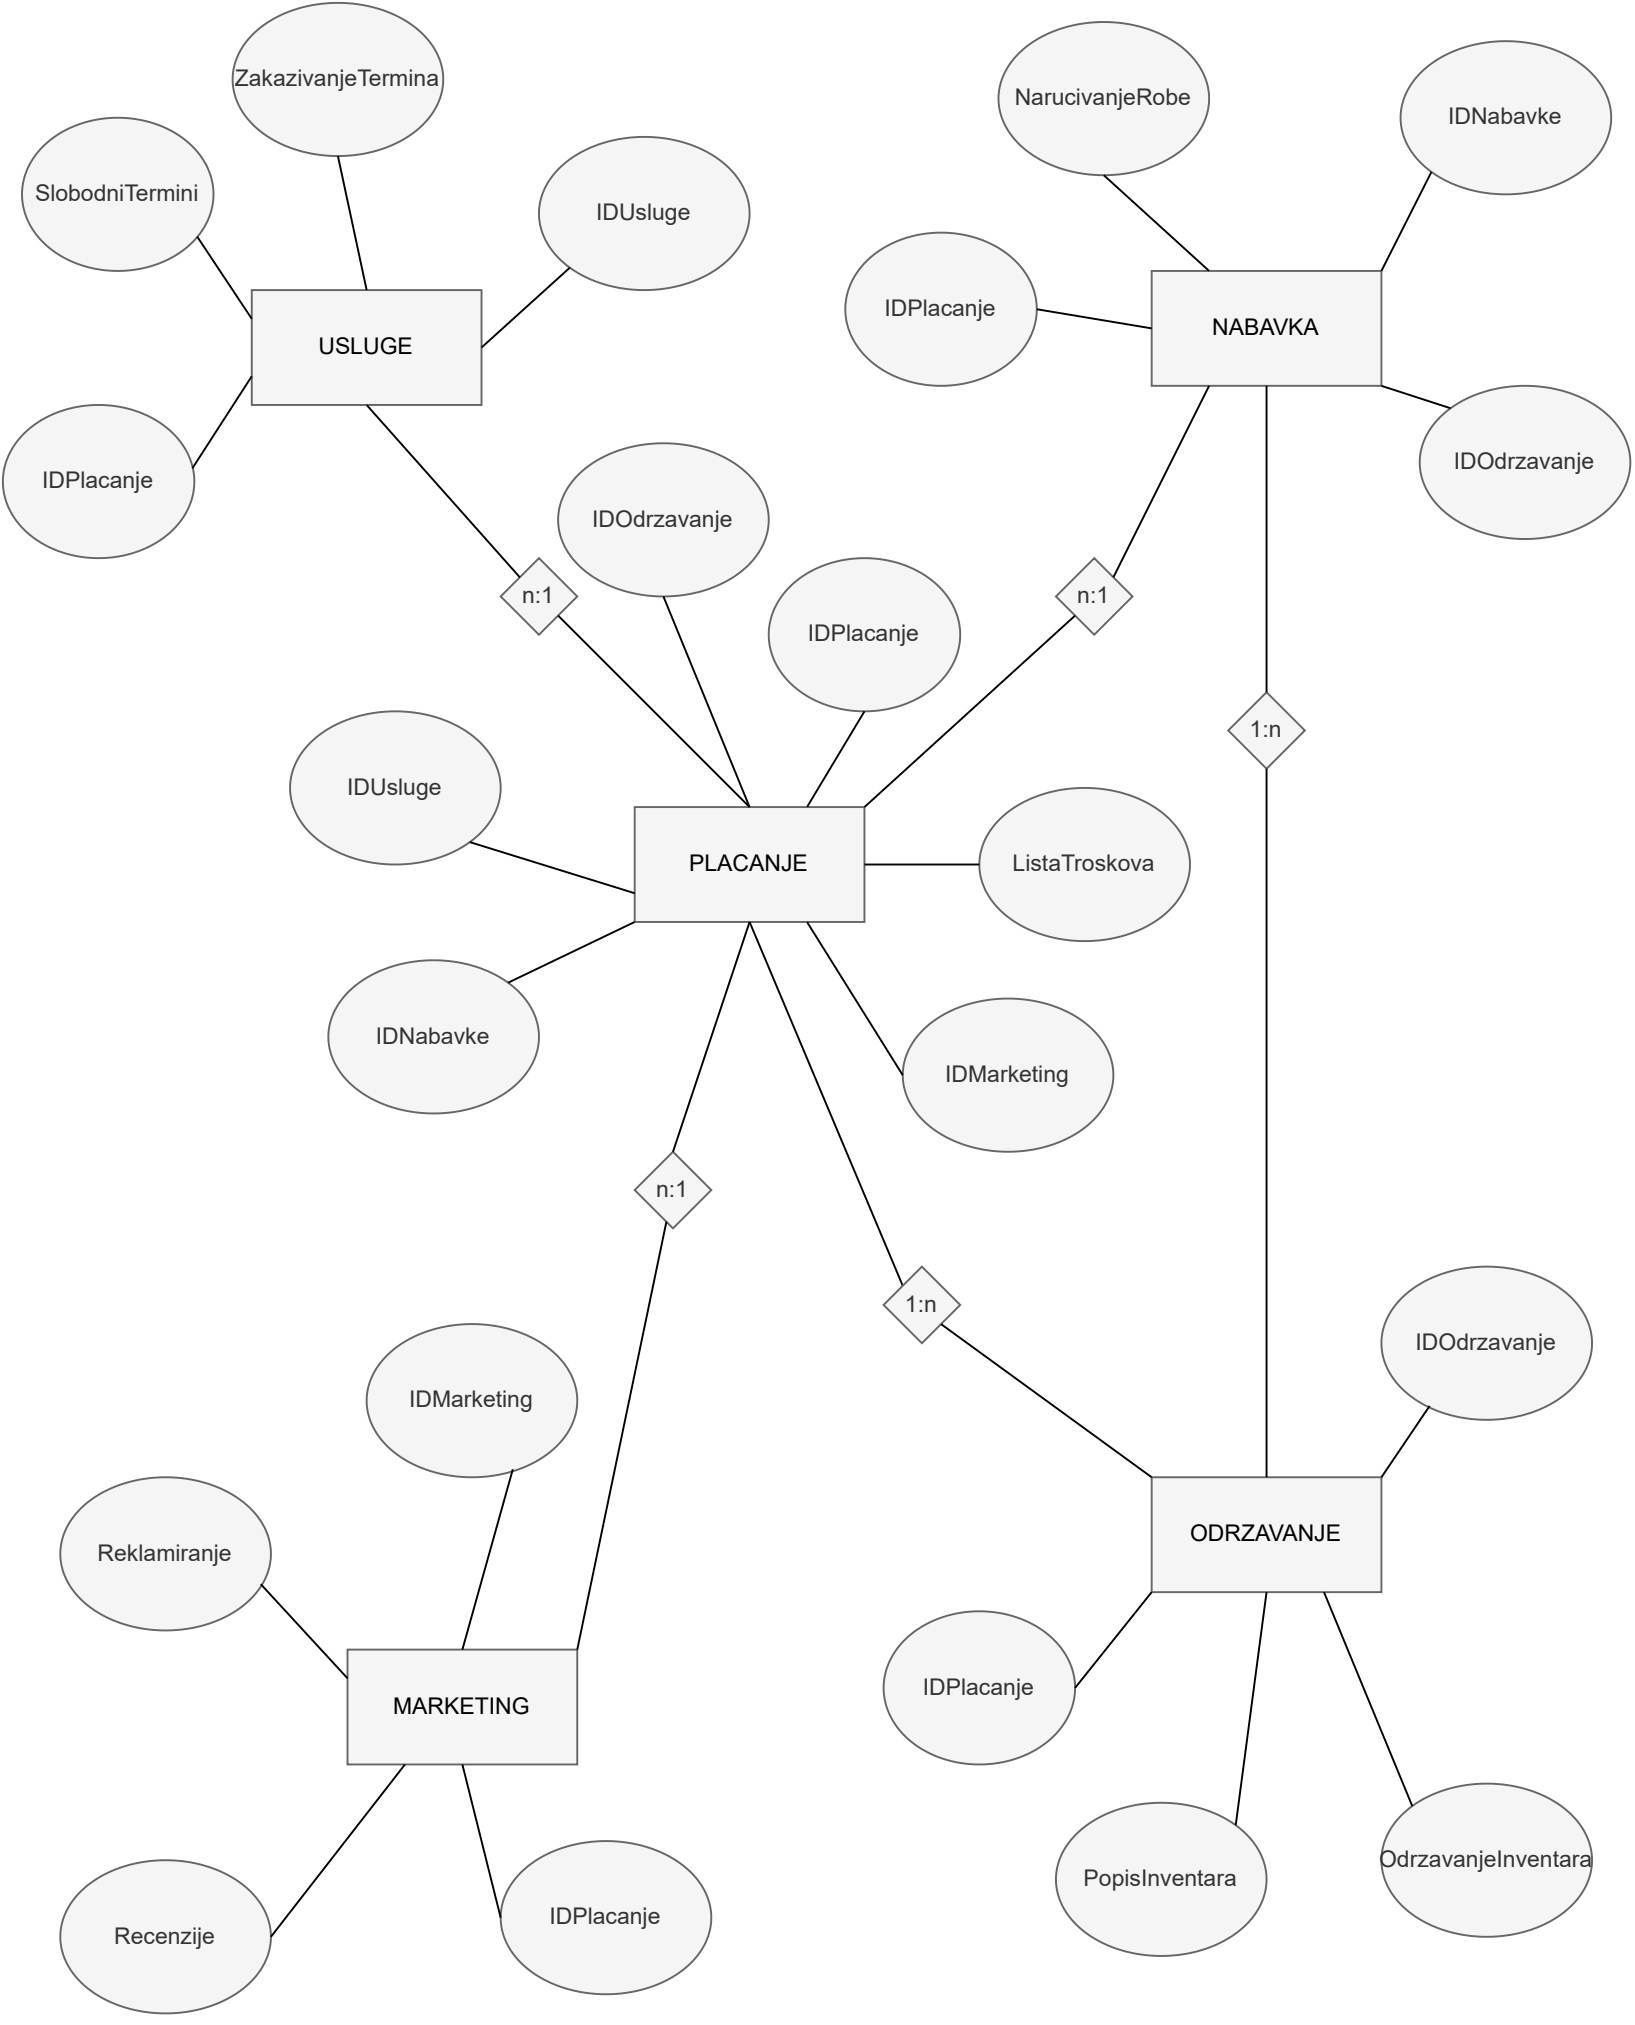 ZakazivanjeTermina
NarucivanjeRobe
IDNabavke
SlobodniTermini
IDUsluge
IDPlacanje
NABAVKA
USLUGE
IDPlacanje
IDOdrzavanje
IDOdrzavanje
n:1
n:1
IDPlacanje
1:n
IDUsluge
PLACANJE
ListaTroskova
IDNabavke
IDMarketing
n:1
1:n
IDOdrzavanje
IDMarketing
Reklamiranje
ODRZAVANJE
IDPlacanje
MARKETING
OdrzavanjeInventara
PopisInventara
IDPlacanje
Recenzije